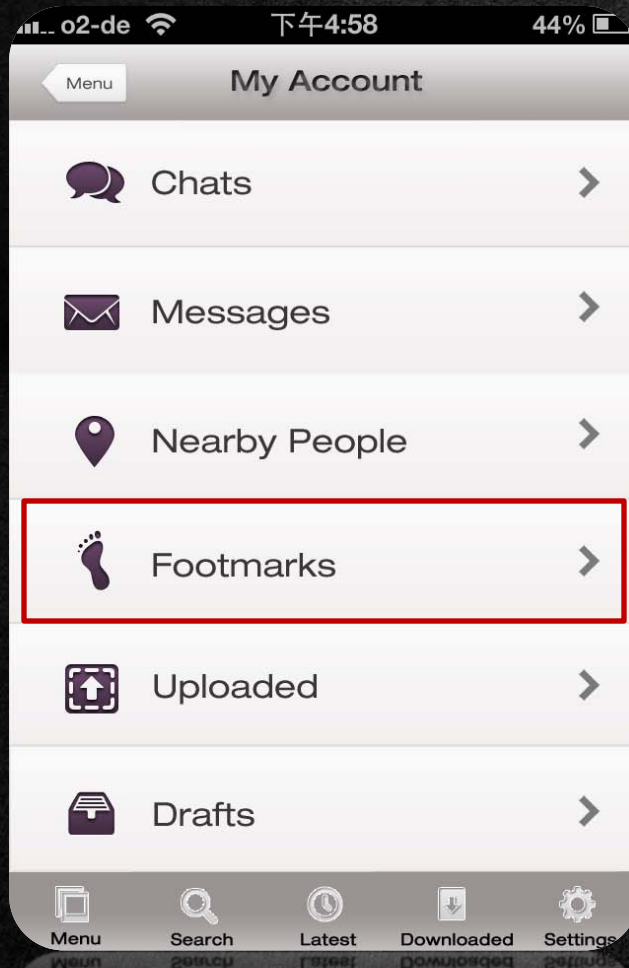 o2-de 下午4:58 44%
Menu My Account
Chats
Messages
Nearby People
Footmarks
Uploaded
Drafts
Menu Search Latest Downloaded Settings